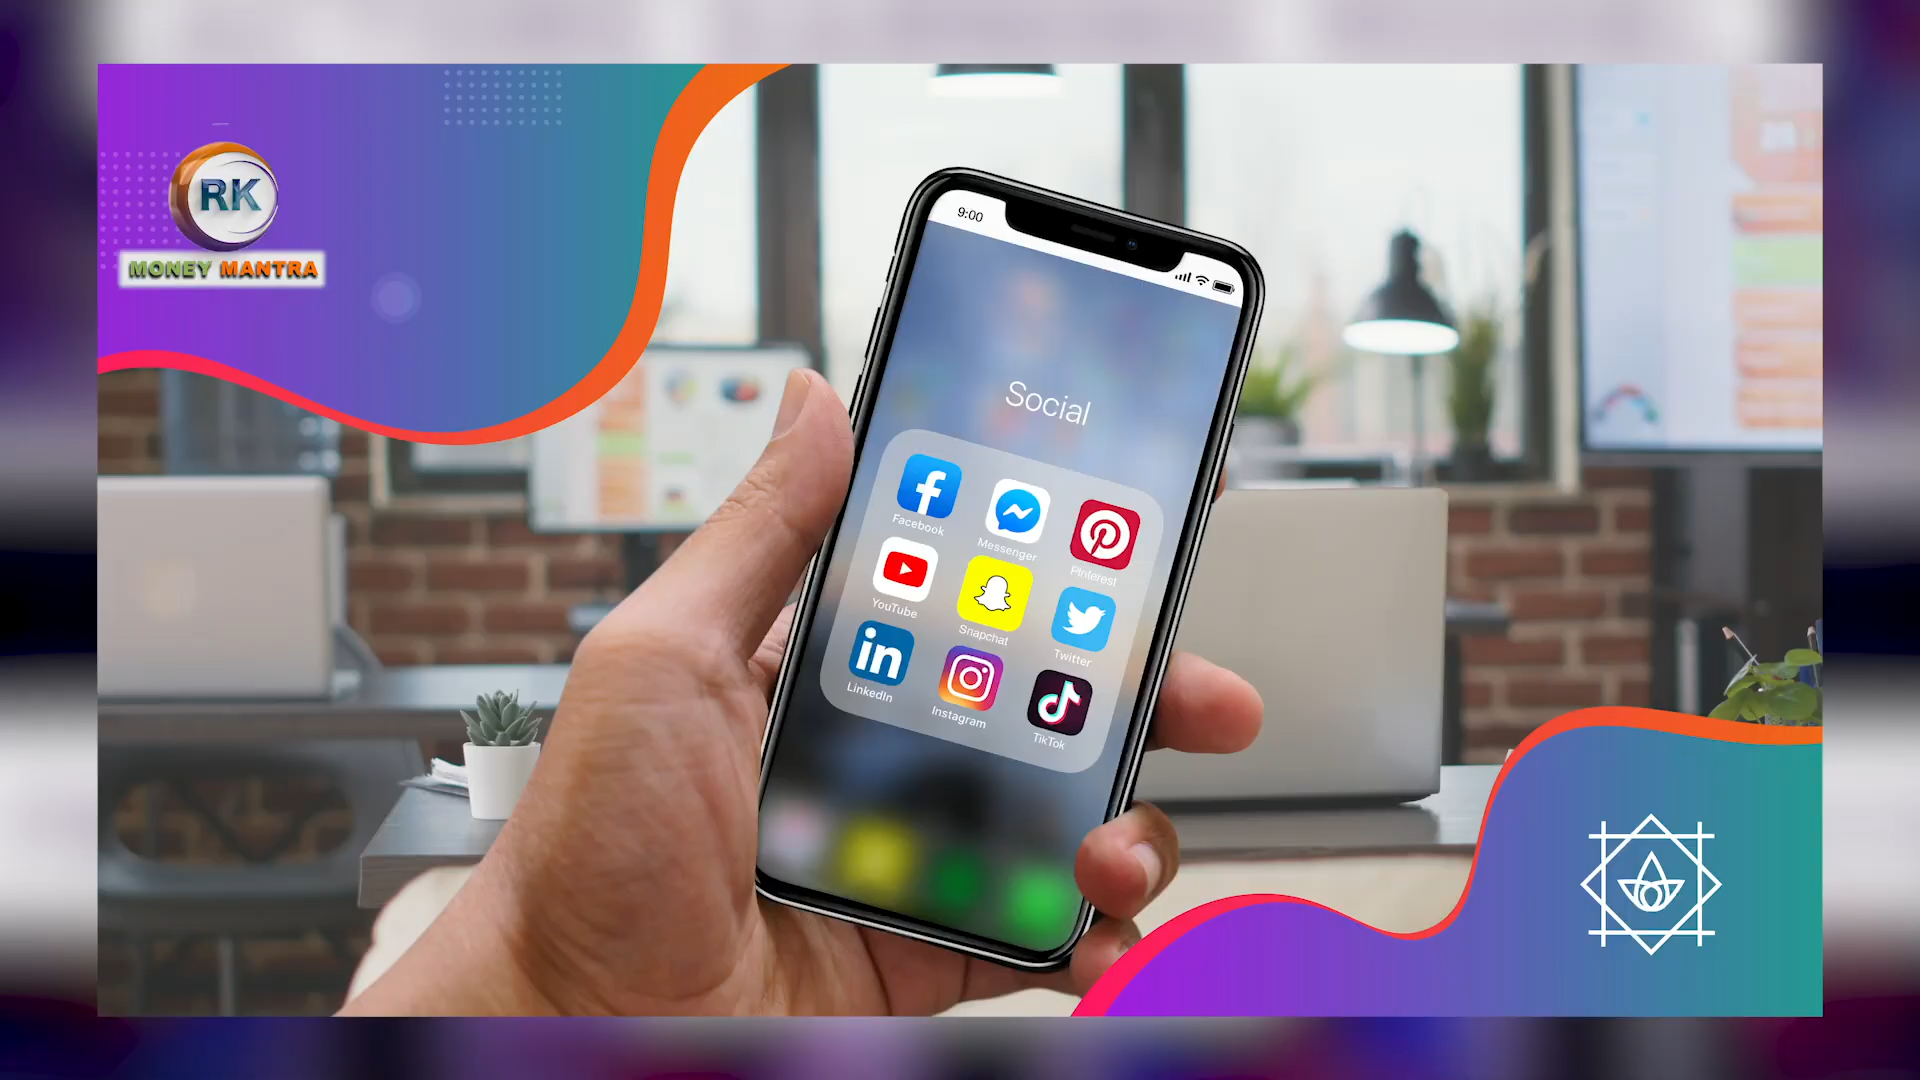 RK
MONEY MANTRA
9:00
Social
Facebook
Messenger
Pinterest
YouTube
Snapchat
Twitter
LinkedIn
Instagram
TikTok